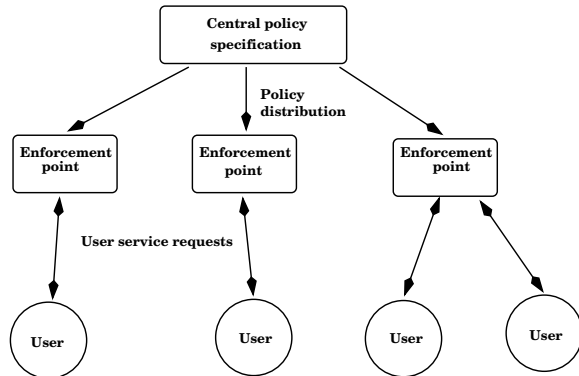 Central policy
specification
Policy
distribution
Enforcement
point
Enforcement
point
Enforcement
point
User service requests
User
User
User
User